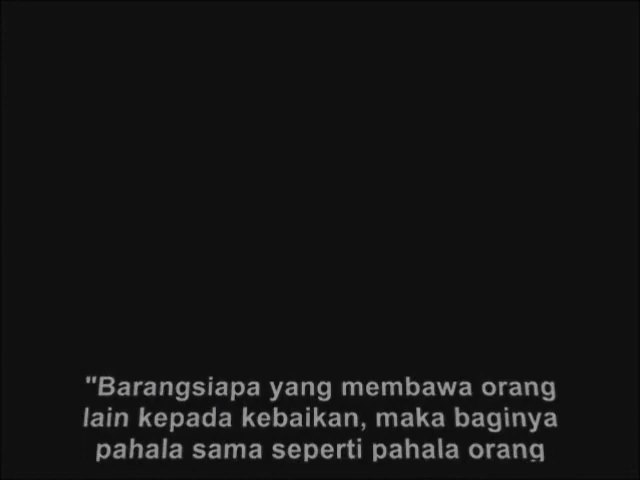 "Barangsiapa yang membawa orang
lain kepada kebaikan, maka baginya
pahala sama seperti pahala orang